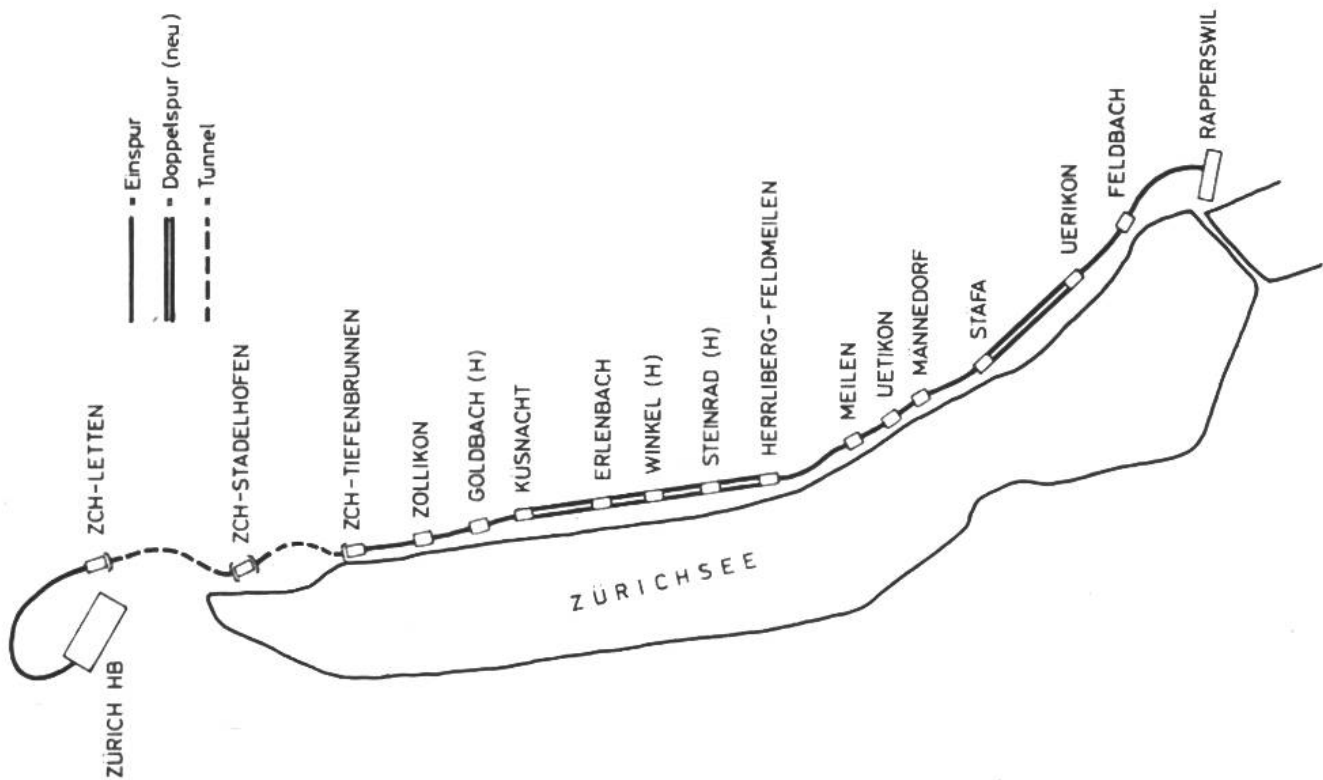 - Einspur
- Doppelspur (neu)
- Tunnel
ZÜRICH HB
ZCH-LETTEN
ZCH-STADELHOFEN
ZCH-TIEFENBRUNNEN
ZOLLIKON
GOLDBACH (H)
KÜSNACHT
ERLENBACH
WINKEL (H)
STEINRAD (H)
HERRLIBERG-FELDMEILEN
MEILEN
UETIKON
MÄNNEDORF
STÄFA
UERIKON
FELDBACH
RAPPERSWIL
ZÜRICHSEE